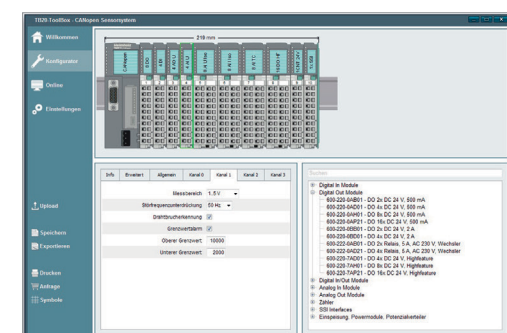 TB20-ToolBox - CANopen Sensorsystem
Willkommen
Konfigurator
Online
Einstellungen
Upload
Speichern
Exportieren
Drucken
Anfrage
Symbole
218 mm
CANopen
Info Erweitert Allgemein Kanal 0 Kanal 1 Kanal 2 Kanal 3
Messbereich 1..5 V
Störfrequenzunterdrückung 50 Hz
Drahtbrucherkennung
Grenzwertalarm
Oberer Grenzwert 10000
Unterer Grenzwert 2000
Suchen
Digital In Module
Digital Out Module
600-220-0AB01 - DO 2x DC 24 V, 500 mA
600-220-0AD01 - DO 4x DC 24 V, 500 mA
600-220-0AH01 - DO 8x DC 24 V, 500 mA
600-220-0AP21 - DO 16x DC 24 V, 500 mA
600-220-0BB01 - DO 2x DC 24 V, 2 A
600-220-0BD01 - DO 4x DC 24 V, 2 A
600-222-0AB01 - DO 2x Relais, 5 A, AC 230 V, Wechsler
600-222-0AD21 - DO 4x Relais, 5 A, AC 230 V, Wechsler
600-220-7AD01 - DO 4x DC 24 V, Highfeature
600-220-7AH01 - DO 8x DC 24 V, Highfeature
600-220-7AP21 - DO 16x DC 24 V, Highfeature
Digital In/Out Module
Analog In Module
Analog Out Module
Zähler
SSI Interfaces
Einspeisung, Powermodule, Potenzialverteiler